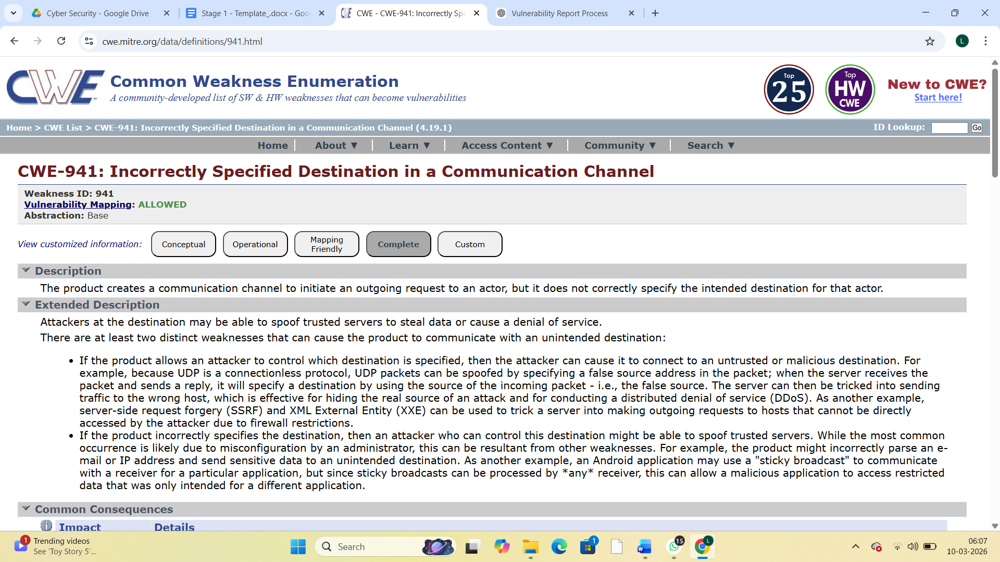 Cyber Security - Google Drive
Stage 1 - Template_.docx - Goo
CWE - CWE-941: Incorrectly Spe
Vulnerability Report Process
cwe.mitre.org/data/definitions/941.html
L
CWE
Common Weakness Enumeration
A community-developed list of SW & HW weaknesses that can become vulnerabilities
Top
25
Top
HW
CWE
New to CWE?
Start here!
Home > CWE List > CWE-941: Incorrectly Specified Destination in a Communication Channel (4.19.1)
ID Lookup:
Go
Home
About ▼
Learn ▼
Access Content ▼
Community ▼
Search ▼
CWE-941: Incorrectly Specified Destination in a Communication Channel
Weakness ID: 941
Vulnerability Mapping: ALLOWED
Abstraction: Base
View customized information:
Conceptual
Operational
Mapping
Friendly
Complete
Custom
Description
The product creates a communication channel to initiate an outgoing request to an actor, but it does not correctly specify the intended destination for that actor.
Extended Description
Attackers at the destination may be able to spoof trusted servers to steal data or cause a denial of service.
There are at least two distinct weaknesses that can cause the product to communicate with an unintended destination:
• If the product allows an attacker to control which destination is specified, then the attacker can cause it to connect to an untrusted or malicious destination. For
example, because UDP is a connectionless protocol, UDP packets can be spoofed by specifying a false source address in the packet; when the server receives the
packet and sends a reply, it will specify a destination by using the source of the incoming packet - i.e., the false source. The server can then be tricked into sending
traffic to the wrong host, which is effective for hiding the real source of an attack and for conducting a distributed denial of service (DDoS). As another example,
server-side request forgery (SSRF) and XML External Entity (XXE) can be used to trick a server into making outgoing requests to hosts that cannot be directly
accessed by the attacker due to firewall restrictions.
• If the product incorrectly specifies the destination, then an attacker who can control this destination might be able to spoof trusted servers. While the most common
occurrence is likely due to misconfiguration by an administrator, this can be resultant from other weaknesses. For example, the product might incorrectly parse an e-
mail or IP address and send sensitive data to an unintended destination. As another example, an Android application may use a "sticky broadcast" to communicate
with a receiver for a particular application, but since sticky broadcasts can be processed by *any* receiver, this can allow a malicious application to access restricted
data that was only intended for a different application.
Common Consequences
Impact
Details
1
Trending videos
See 'Toy Story 5'...
Search
1
W
15
L
06:07
10-03-2026